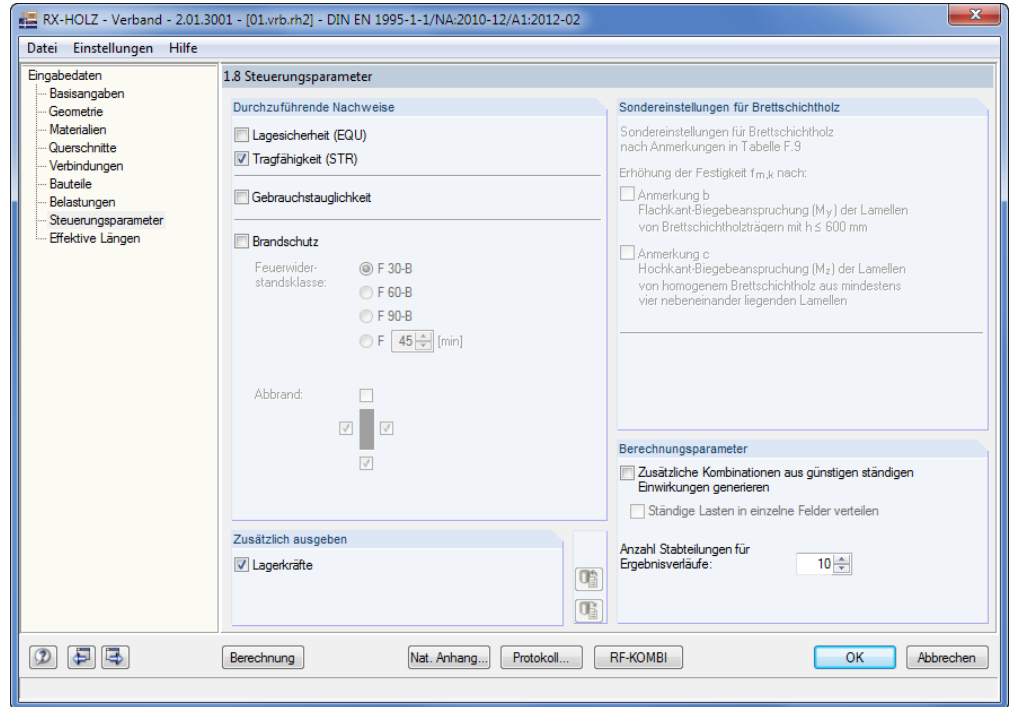 RX-HOLZ - Verband - 2.01.3001 - [01.vrb.rh2] - DIN EN 1995-1-1/NA:2010-12/A1:2012-02
Datei Einstellungen Hilfe
Eingabedaten
Basisangaben
Geometrie
Materialien
Querschnitte
Verbindungen
Bauteile
Belastungen
Steuerungsparameter
Effektive Längen
1.8 Steuerungsparameter
Durchzuführende Nachweise
Lagesicherheit (EQU)
Tragfähigkeit (STR)
Gebrauchstauglichkeit
Brandschutz
Feuerwider-
standsklasse:
F 30-B
F 60-B
F 90-B
F 45 [min]
Abbrand:
Zusätzlich ausgeben
Lagerkräfte
Sondereinstellungen für Brettschichtholz
Sondereinstellungen für Brettschichtholz
nach Anmerkungen in Tabelle F.9
Erhöhung der Festigkeit fm,k nach:
Anmerkung b
Flachkant-Biegebeanspruchung (My) der Lamellen
von Brettschichtholzträgern mit h ≤ 600 mm
Anmerkung c
Hochkant-Biegebeanspruchung (Mz) der Lamellen
von homogenem Brettschichtholz aus mindestens
vier nebeneinander liegenden Lamellen
Berechnungsparameter
Zusätzliche Kombinationen aus günstigen ständigen
Einwirkungen generieren
Ständige Lasten in einzelne Felder verteilen
Anzahl Stabteilungen für
Ergebnisverläufe: 10
Berechnung Nat. Anhang... Protokoll... RF-KOMBI OK Abbrechen